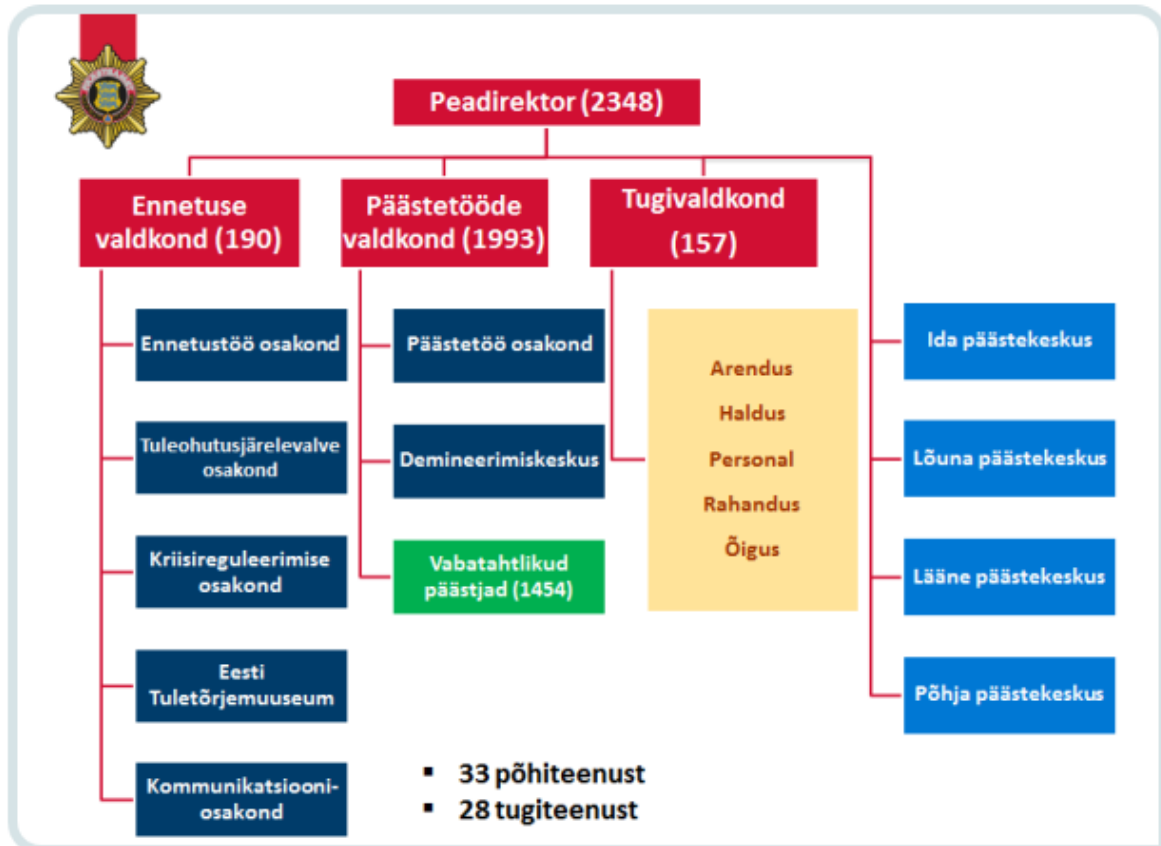 Peadirektor (2348)
Ennetuse
valdkond (190)
Päästetööde
valdkond (1993)
Tugivaldkond
(157)
Ennetustöö osakond
Tuleohutusjärelevalve
osakond
Kriisireguleerimise
osakond
Eesti
Tuletõrjemuuseum
Kommunikatsiooni-
osakond
Päästetöö osakond
Demineerimiskeskus
Vabatahtlikud
päästjad (1454)
Arendus
Haldus
Personal
Rahandus
Õigus
Ida päästekeskus
Lõuna päästekeskus
Lääne päästekeskus
Põhja päästekeskus
▪ 33 põhiteenust
▪ 28 tugiteenust